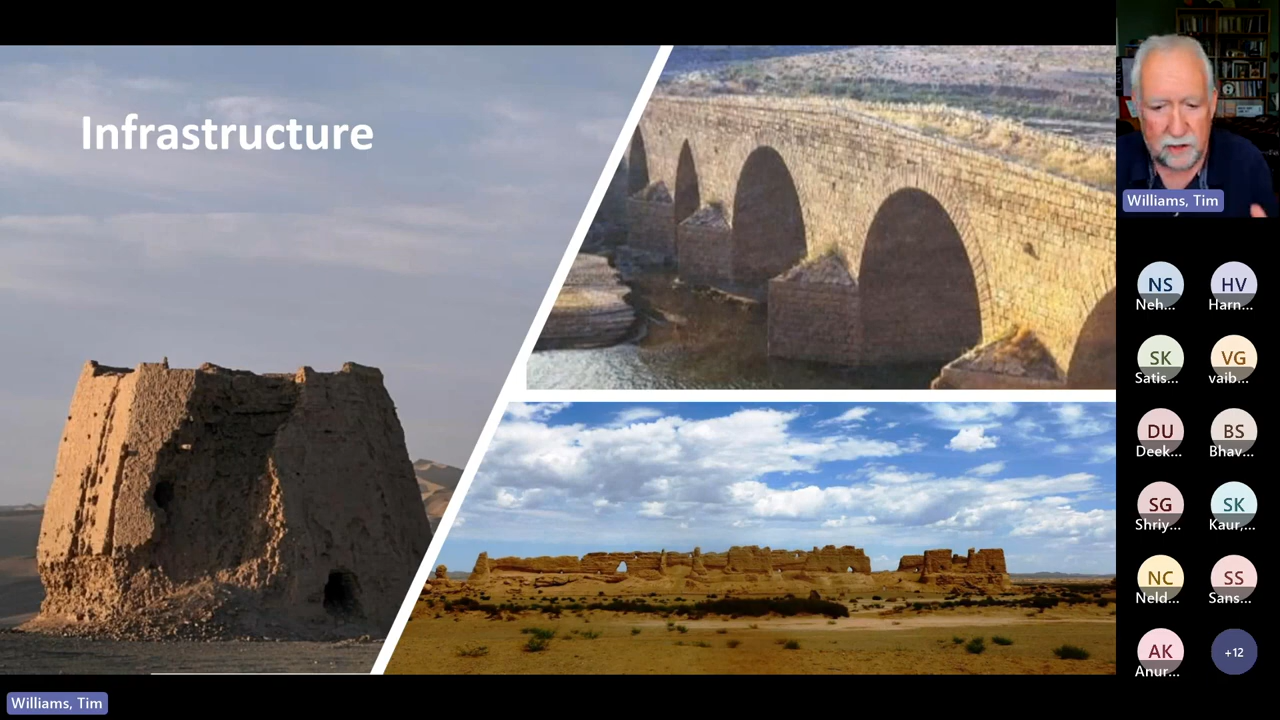 Infrastructure
Williams, Tim
NS
HV
Neh...
Harn...
SK
VG
Satis...
vaib...
DU
BS
Deek...
Bhav...
SG
SK
Shriy...
Kaur,...
NC
SS
Neld...
Sans...
AK
+12
Anur...
Williams, Tim